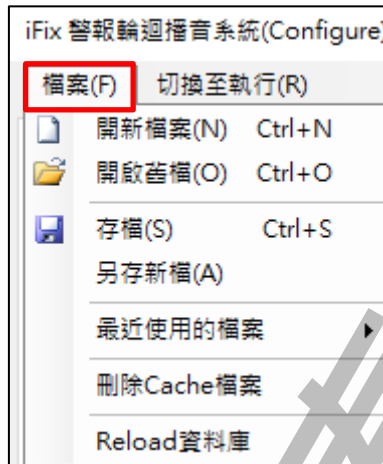 iFix 警報輪迴播音系統(Configure)
檔案(F) 切換至執行(R)
開新檔案(N) Ctrl+N
開啟舊檔(O) Ctrl+O
存檔(S) Ctrl+S
另存新檔(A)
最近使用的檔案
刪除Cache檔案
Reload資料庫